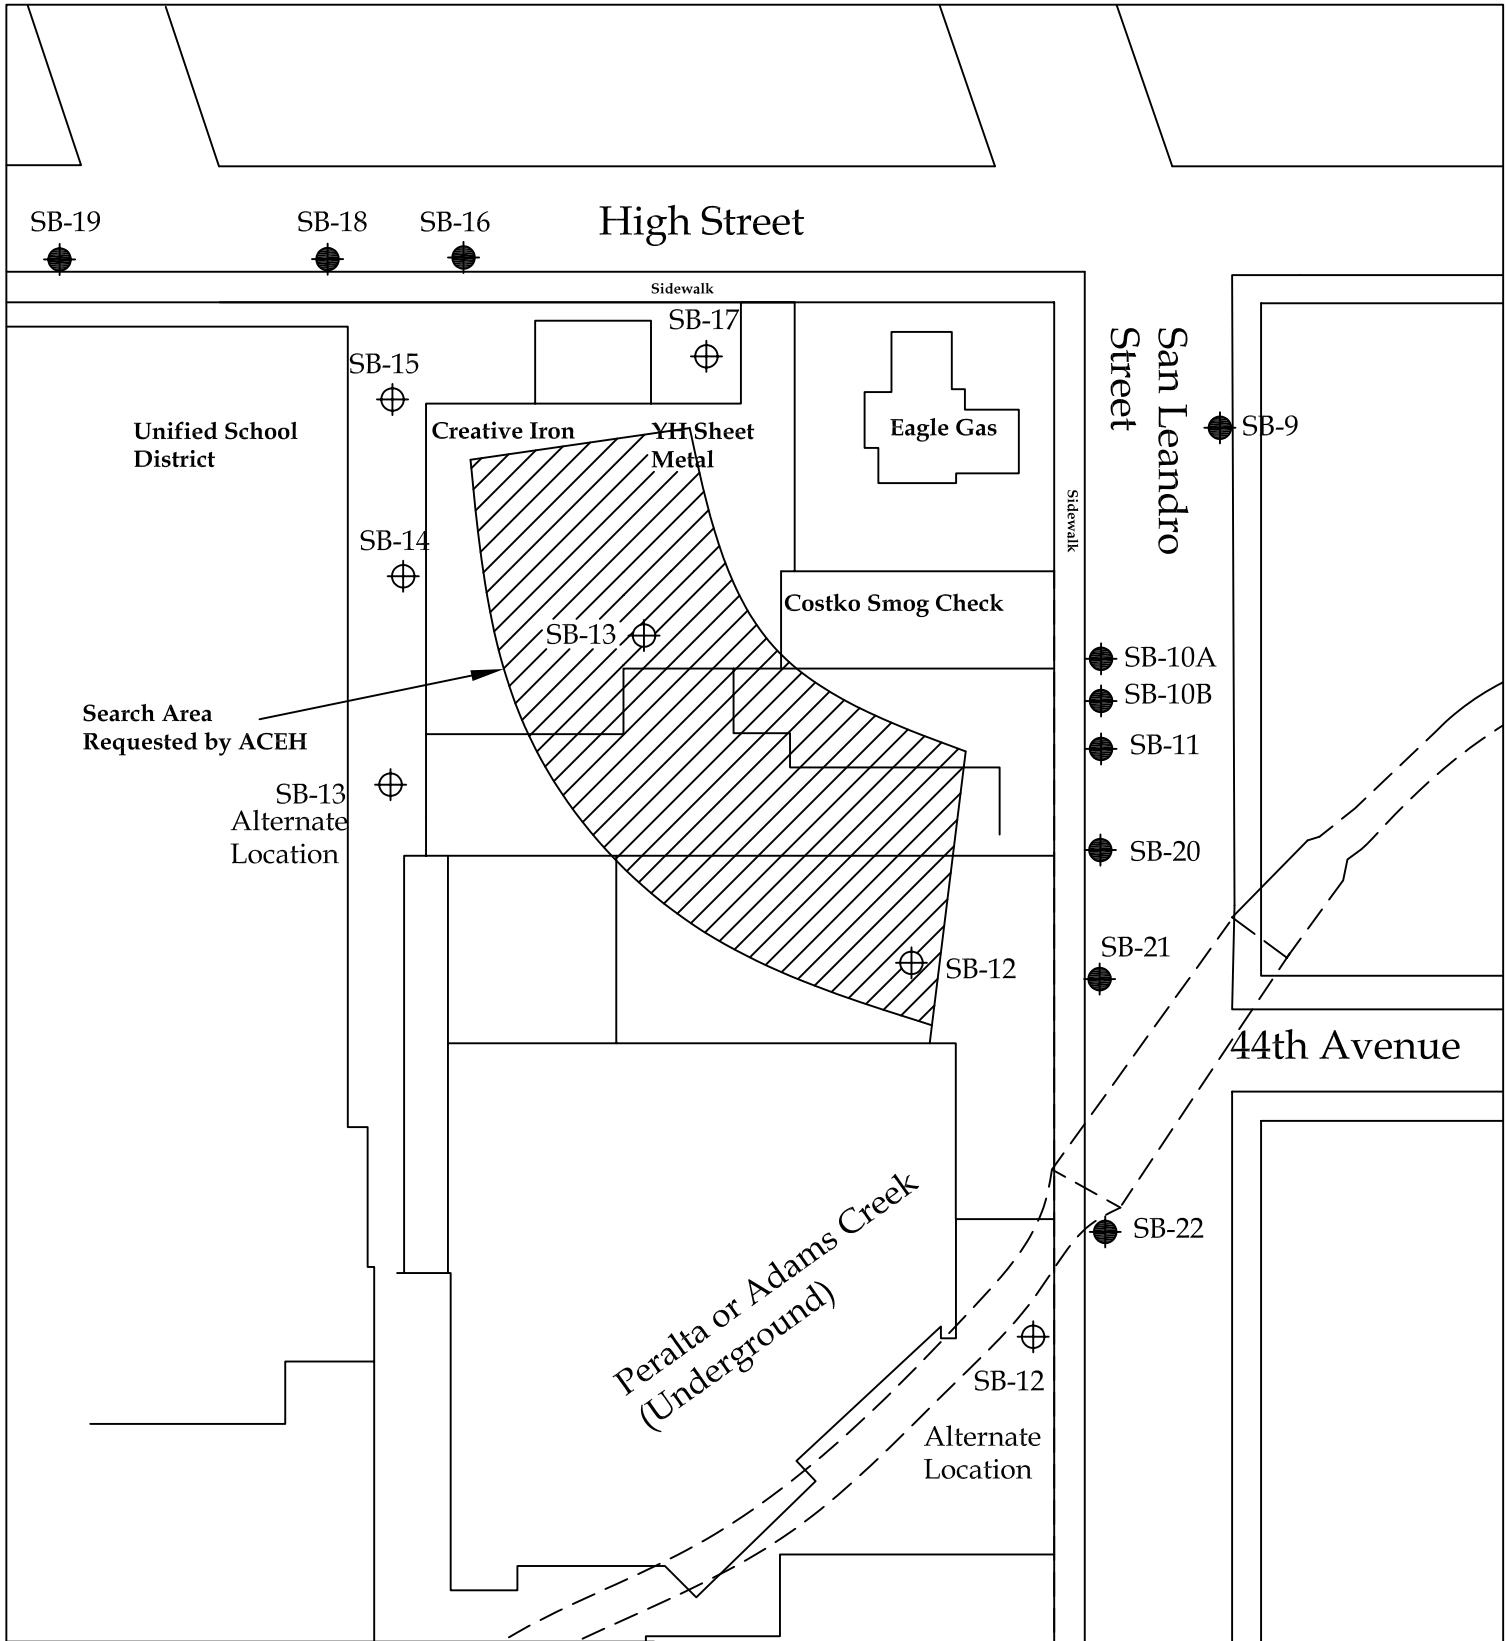 SB-19
SB-18
SB-16
High Street
Sidewalk
SB-17
SB-15
San Leandro
Street
Unified School
District
Creative Iron
YH Sheet
Metal
Eagle Gas
SB-9
Sidewalk
SB-14
Costko Smog Check
SB-13
SB-10A
SB-10B
Search Area
Requested by ACEH
SB-11
SB-13
Alternate
Location
SB-20
SB-21
SB-12
44th Avenue
Peralta or Adams Creek
(Underground)
SB-22
SB-12
Alternate
Location